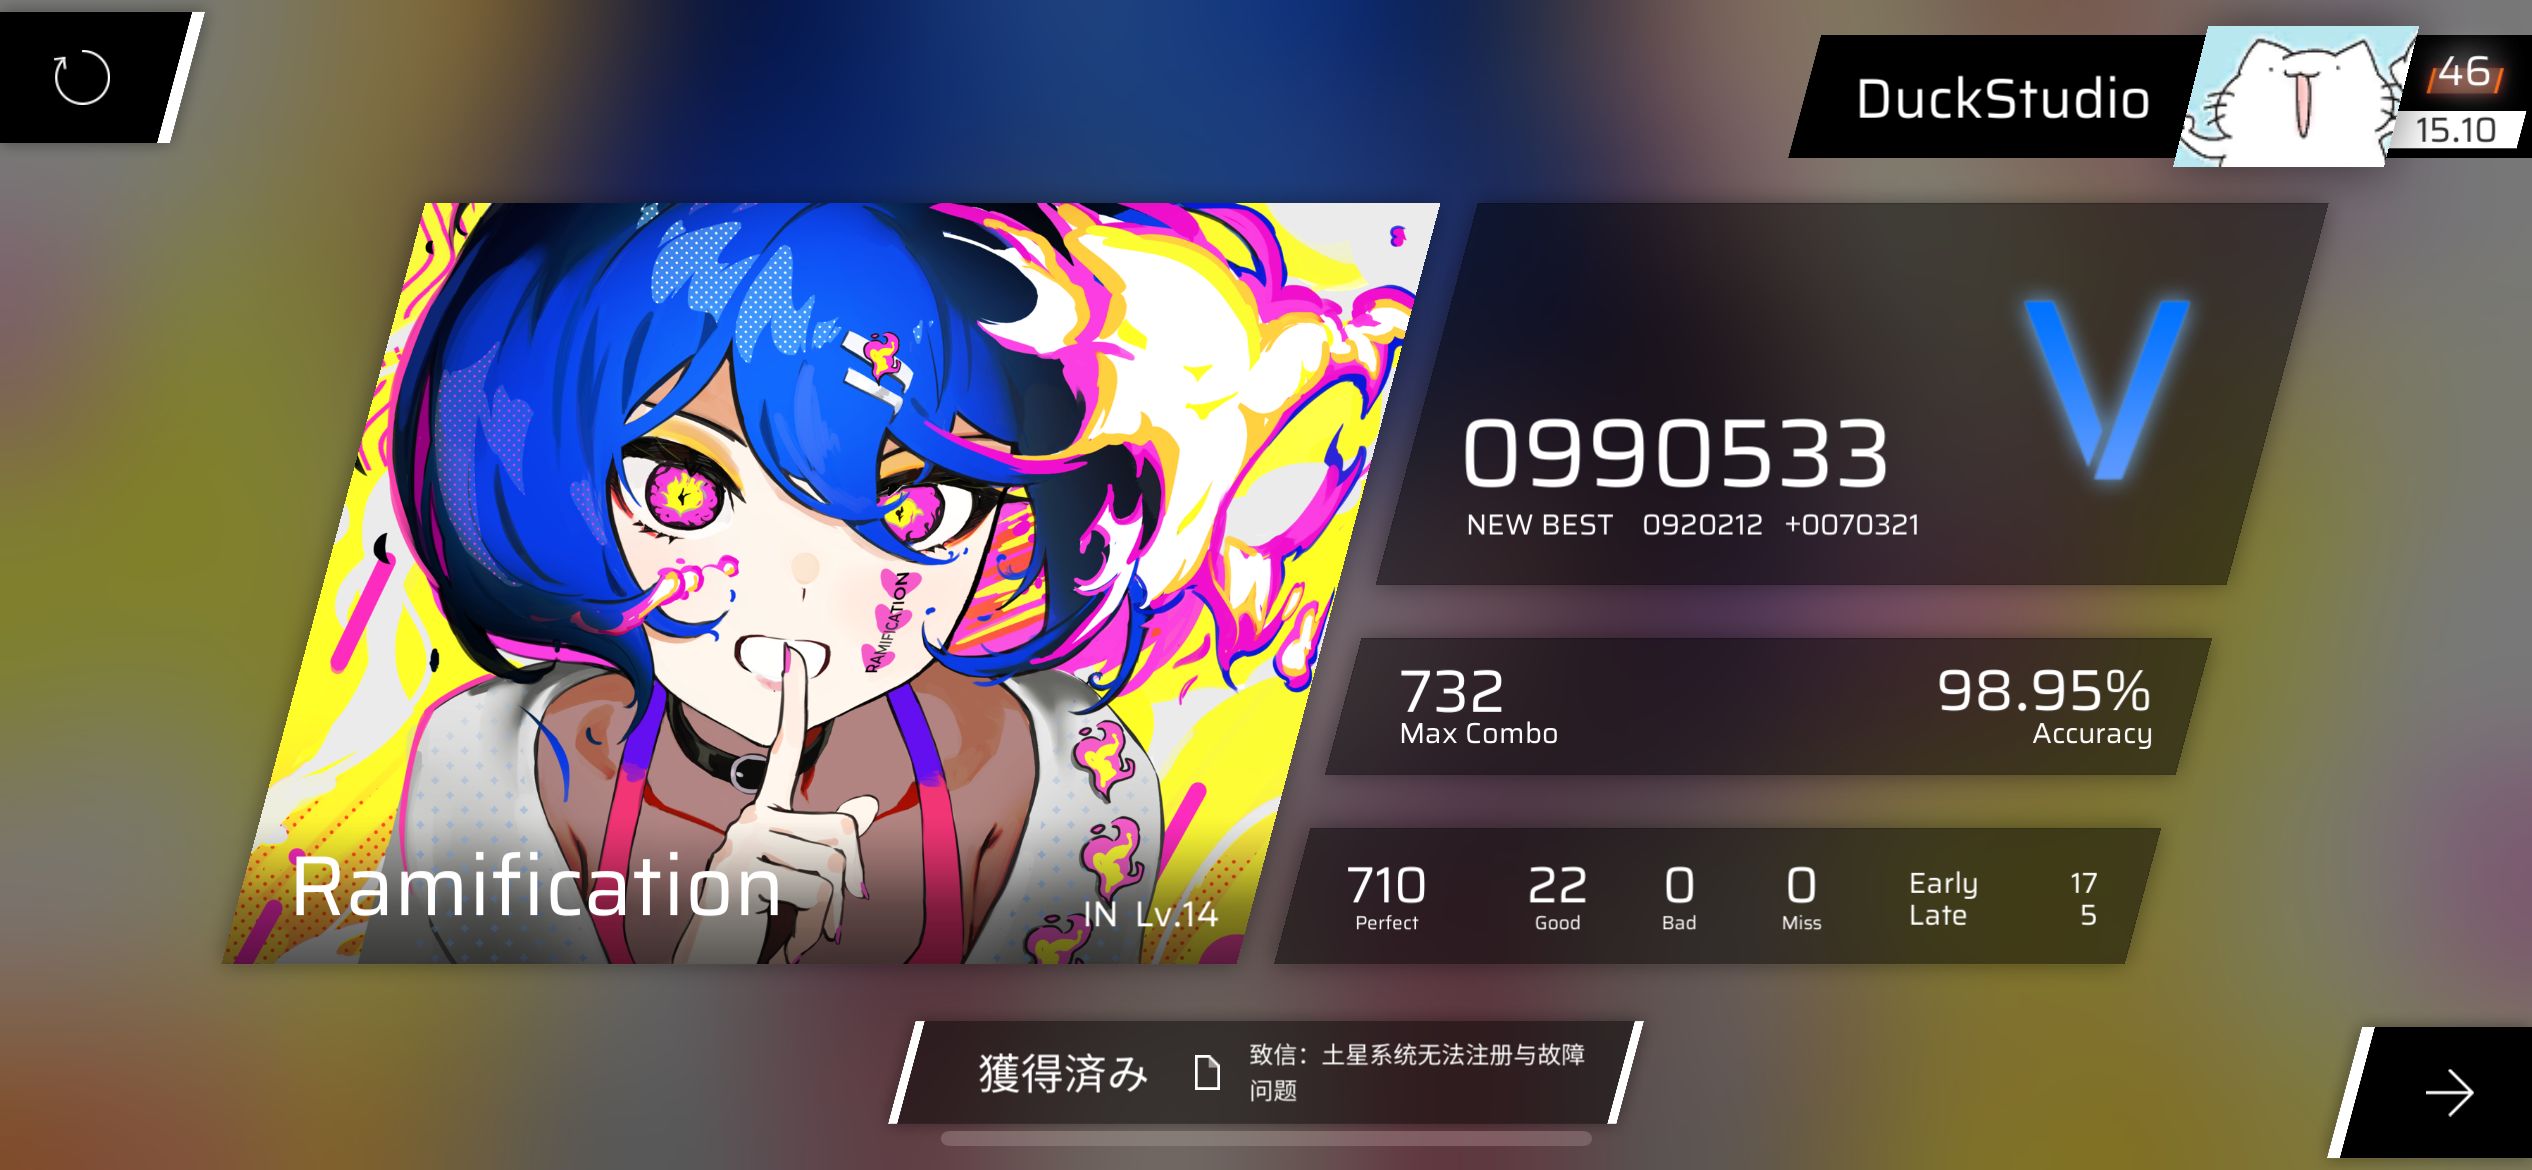 DuckStudio
46
15.10
RAMIFICATION
Ramification
IN Lv.14
V
0990533
NEW BEST 0920212 +0070321
732
Max Combo
98.95%
Accuracy
710
Perfect
22
Good
0
Bad
0
Miss
Early 17
Late 5
獲得済み
致信：土星系统无法注册与故障
问题